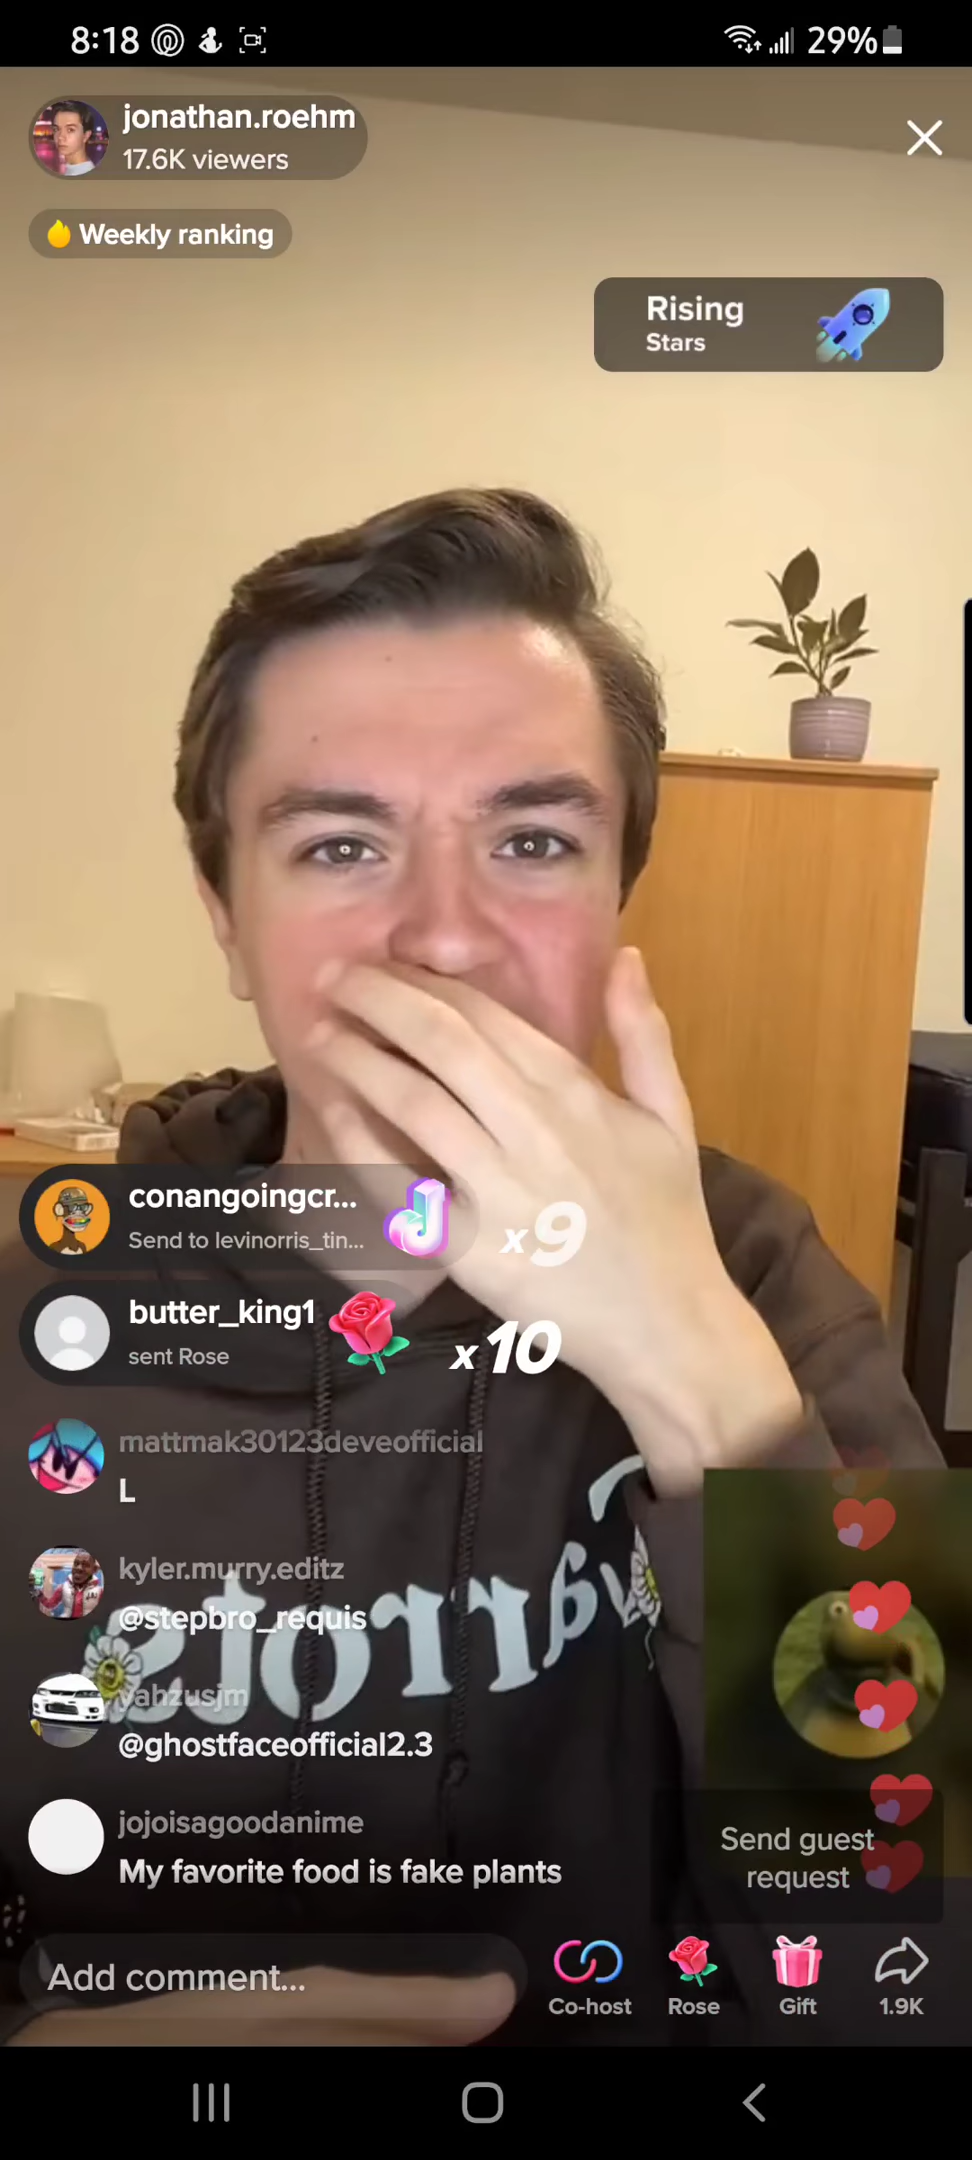 8:18
29%
jonathan.roehm
17.6K viewers
Weekly ranking
Rising
Stars
conangoingcr...
Send to levinorris_tin...
x9
butter_king1
sent Rose
x10
mattmak30123deveofficial
L
kyler.murry.editz
@stepbro_requis
yahzusjm
@ghostfaceofficial2.3
jojoisagoodanime
My favorite food is fake plants
Send guest
request
Add comment...
Co-host
Rose
Gift
1.9K